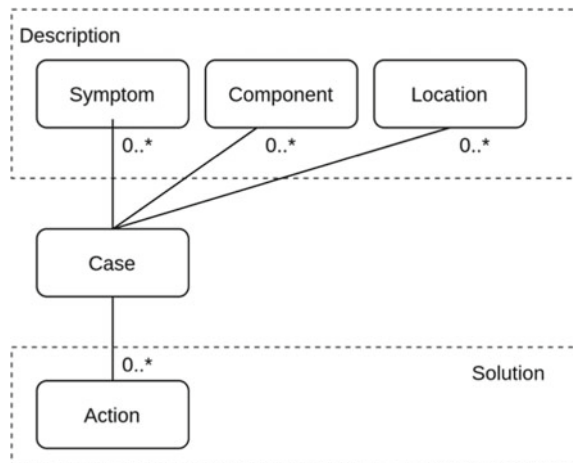 Description
Symptom
Component
Location
0..*
0..*
0..*
Case
0..*
Solution
Action